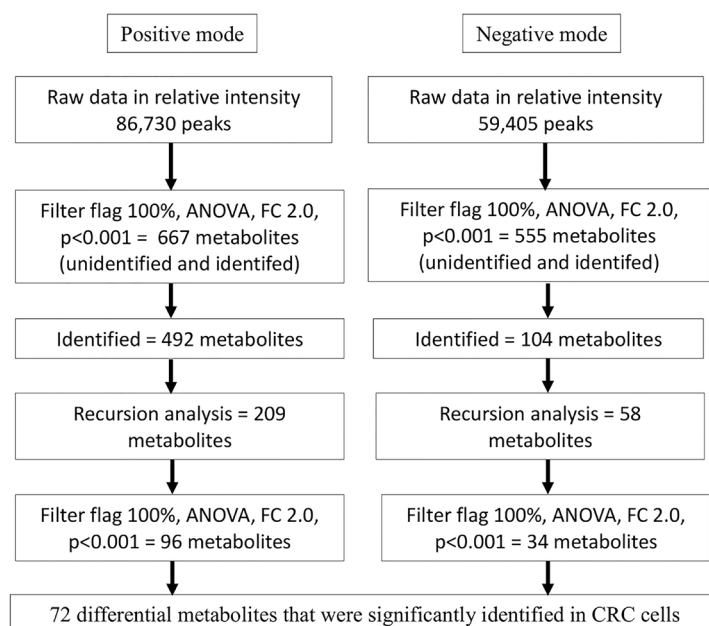 Positive mode
Negative mode
Raw data in relative intensity
86,730 peaks
Raw data in relative intensity
59,405 peaks
Filter flag 100%, ANOVA, FC 2.0,
p<0.001 = 667 metabolites
(unidentified and identifed)
Filter flag 100%, ANOVA, FC 2.0,
p<0.001 = 555 metabolites
(unidentified and identifed)
Identified = 492 metabolites
Identified = 104 metabolites
Recursion analysis = 209
metabolites
Recursion analysis = 58
metabolites
Filter flag 100%, ANOVA, FC 2.0,
p<0.001 = 96 metabolites
Filter flag 100%, ANOVA, FC 2.0,
p<0.001 = 34 metabolites
72 differential metabolites that were significantly identified in CRC cells